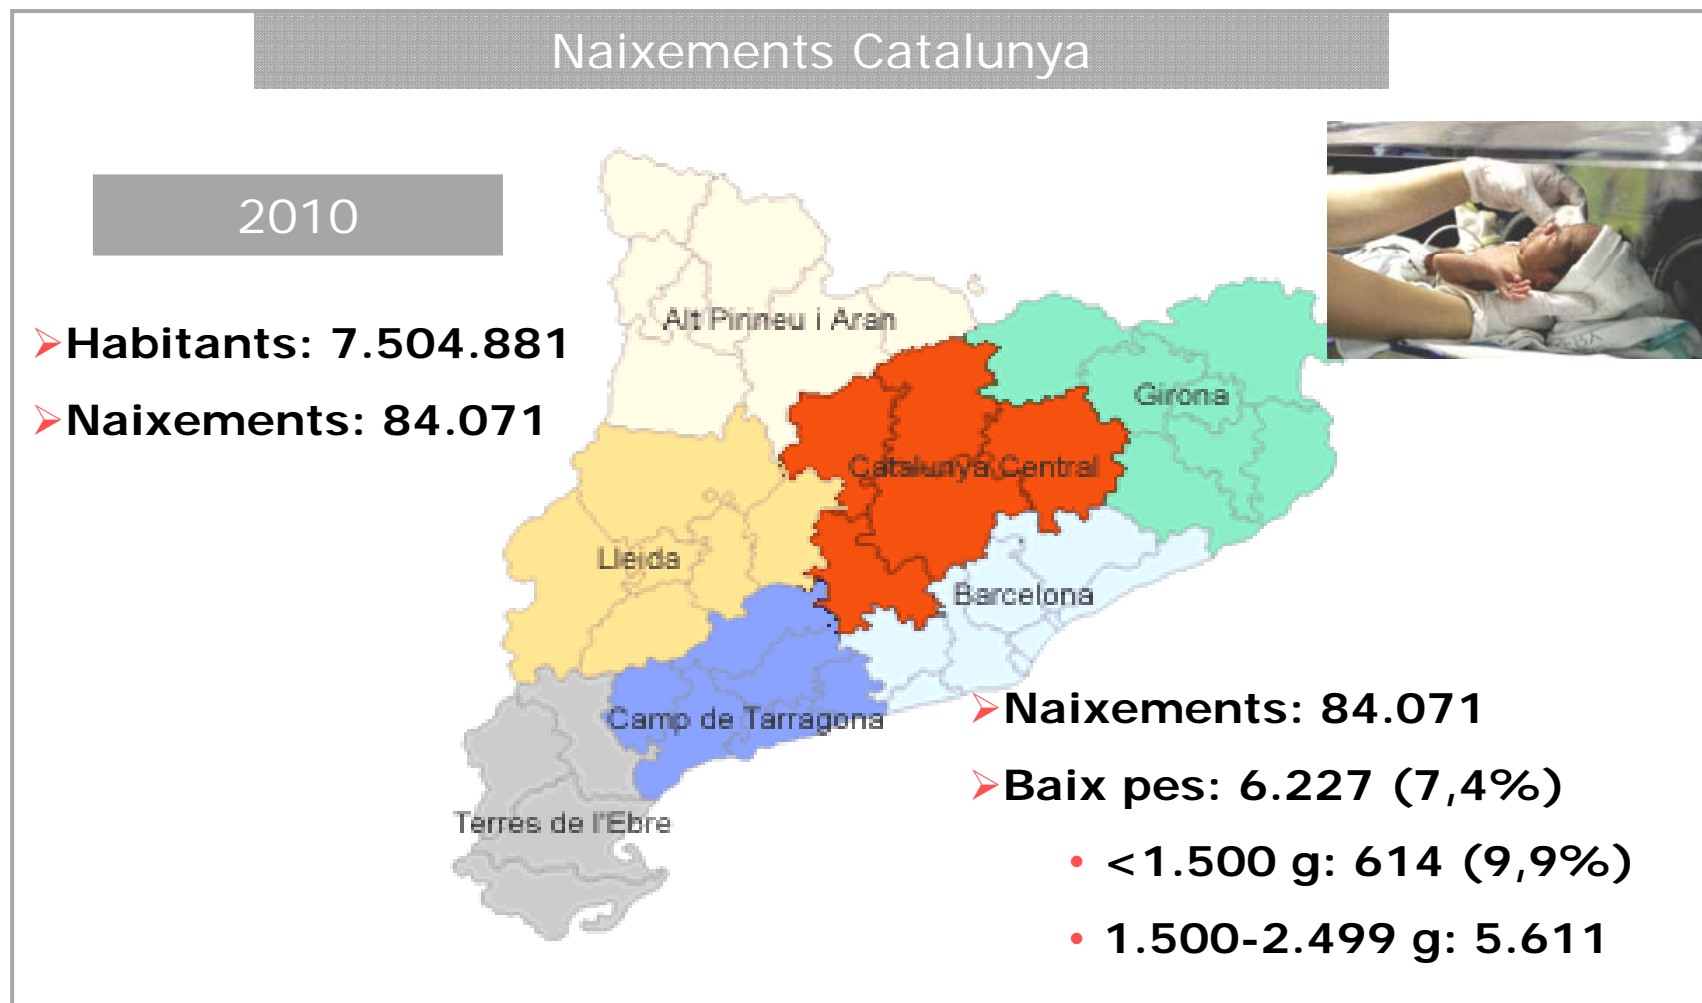 Naixements Catalunya
2010
➢Habitants: 7.504.881
➢Naixements: 84.071
Alt Pirineu i Aran
Girona
Catalunya Central
Lleida
Barcelona
Camp de Tarragona
Terres de l'Ebre
➢Naixements: 84.071
➢Baix pes: 6.227 (7,4%)
• <1.500 g: 614 (9,9%)
• 1.500-2.499 g: 5.611